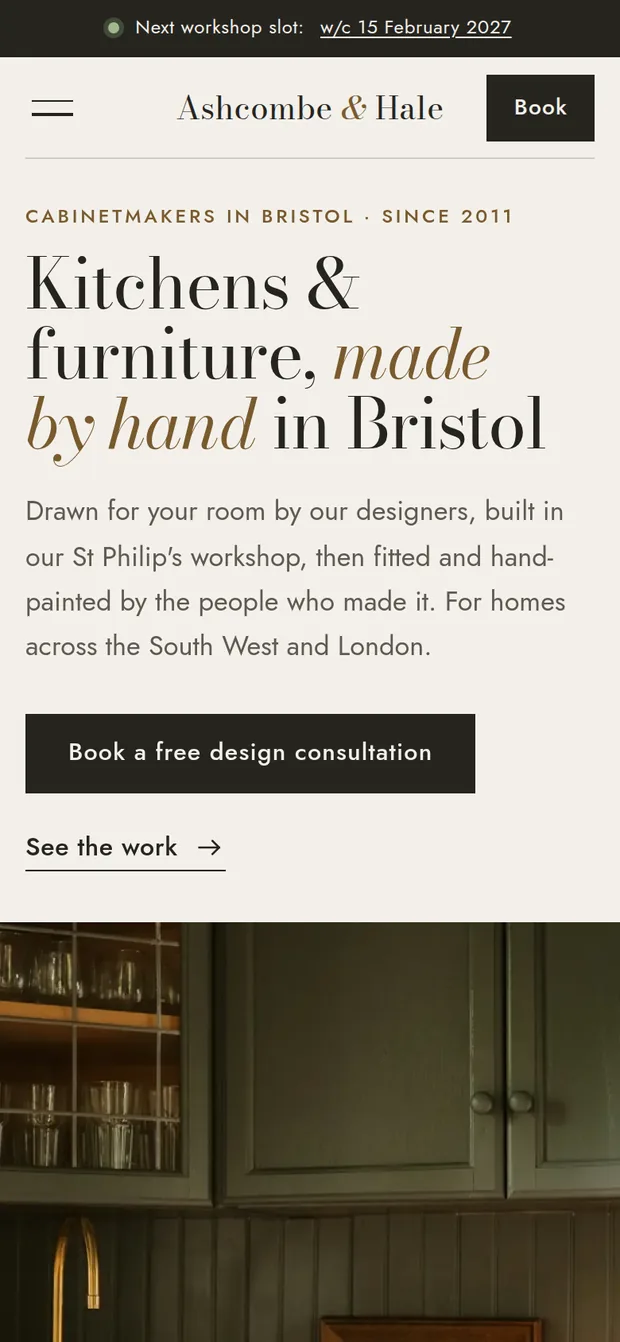 Next workshop slot: w/c 15 February 2027
Ashcombe & Hale
Book
CABINETMAKERS IN BRISTOL · SINCE 2011
Kitchens &
furniture, made
by hand in Bristol
Drawn for your room by our designers, built in
our St Philip's workshop, then fitted and hand-
painted by the people who made it. For homes
across the South West and London.
Book a free design consultation
See the work →